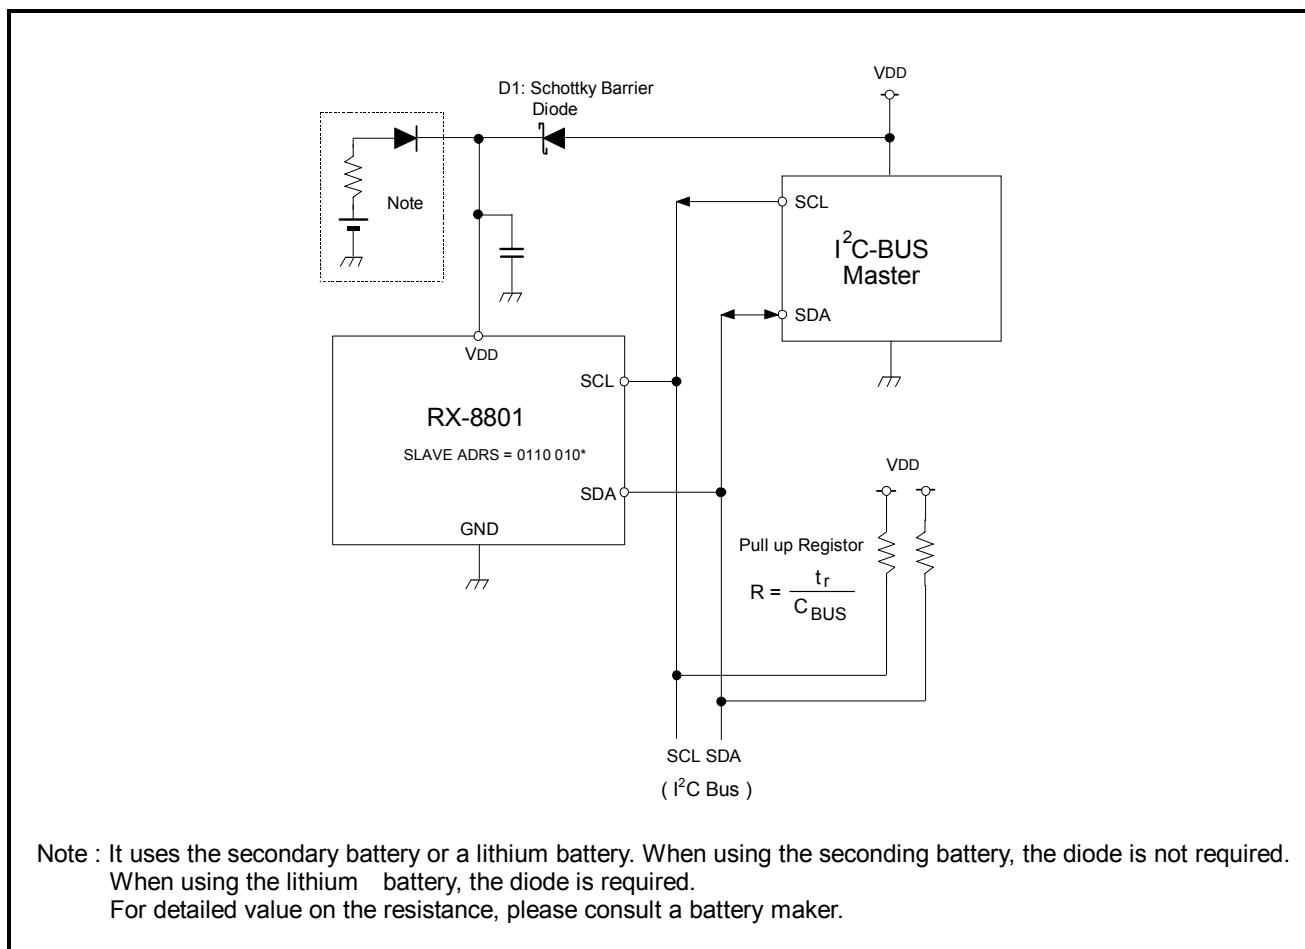 VDD
D1: Schottky Barrier
Diode
Note
SCL
I²C-BUS
Master
SDA
VDD
SCL
RX-8801
SLAVE ADRS = 0110 010*
SDA
GND
VDD
Pull up Registor
R = tr / CBUS
SCL SDA
( I²C Bus )
Note : It uses the secondary battery or a lithium battery. When using the seconding battery, the diode is not required.
When using the lithium battery, the diode is required.
For detailed value on the resistance, please consult a battery maker.